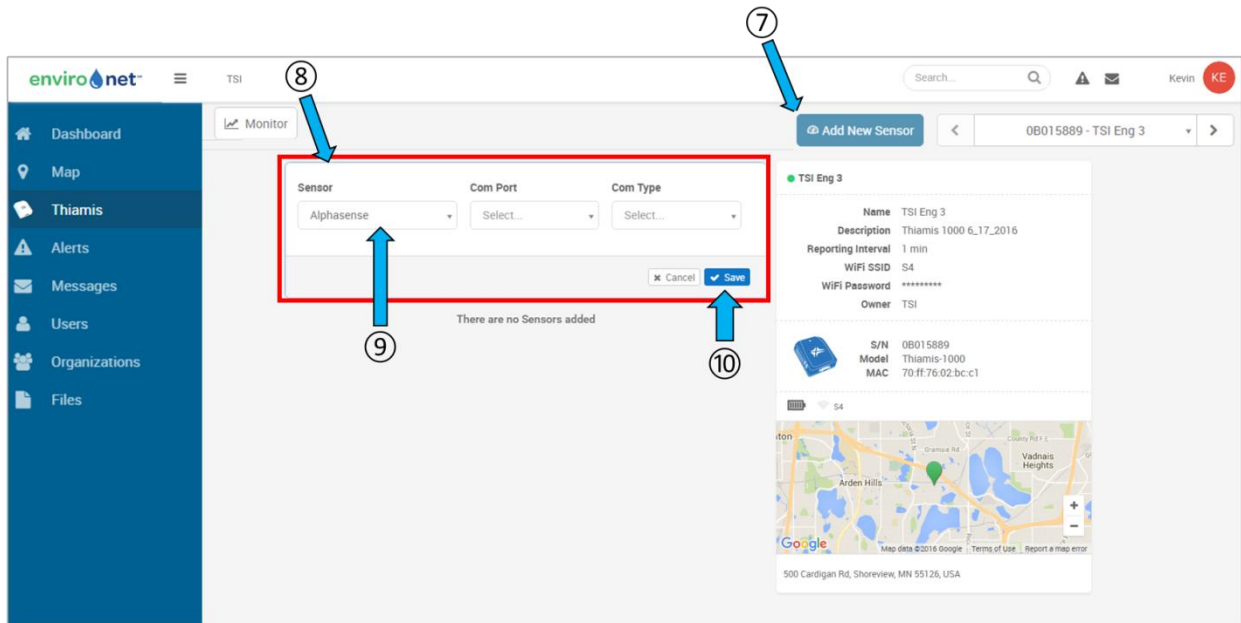 ⑦
enviro net
TSI
⑧
Search...
Kevin
KE
Dashboard
Map
Thiamis
Alerts
Messages
Users
Organizations
Files
Monitor
Add New Sensor
0B015889 - TSI Eng 3
Sensor Com Port Com Type
Alphasense Select... Select...
Cancel Save
There are no Sensors added
⑨
⑩
TSI Eng 3
Name TSI Eng 3
Description Thiamis 1000 6_17_2016
Reporting Interval 1 min
WiFi SSID S4
WiFi Password *********
Owner TSI
S/N 0B015889
Model Thiamis-1000
MAC 70:ff:76:02:bc:c1
S4
County Rd F E
Gramsie Rd
Vadnais
Heights
Arden Hills
+
−
Google
Map data ©2016 Google Terms of Use Report a map error
500 Cardigan Rd, Shoreview, MN 55126, USA